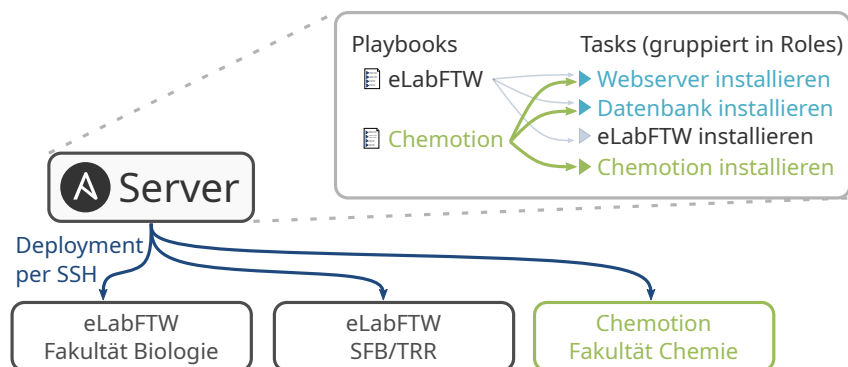 Playbooks
Tasks (gruppiert in Roles)
eLabFTW
Webserver installieren
Datenbank installieren
Chemotion
eLabFTW installieren
Chemotion installieren
Server
Deployment
per SSH
eLabFTW
Fakultät Biologie
eLabFTW
SFB/TRR
Chemotion
Fakultät Chemie